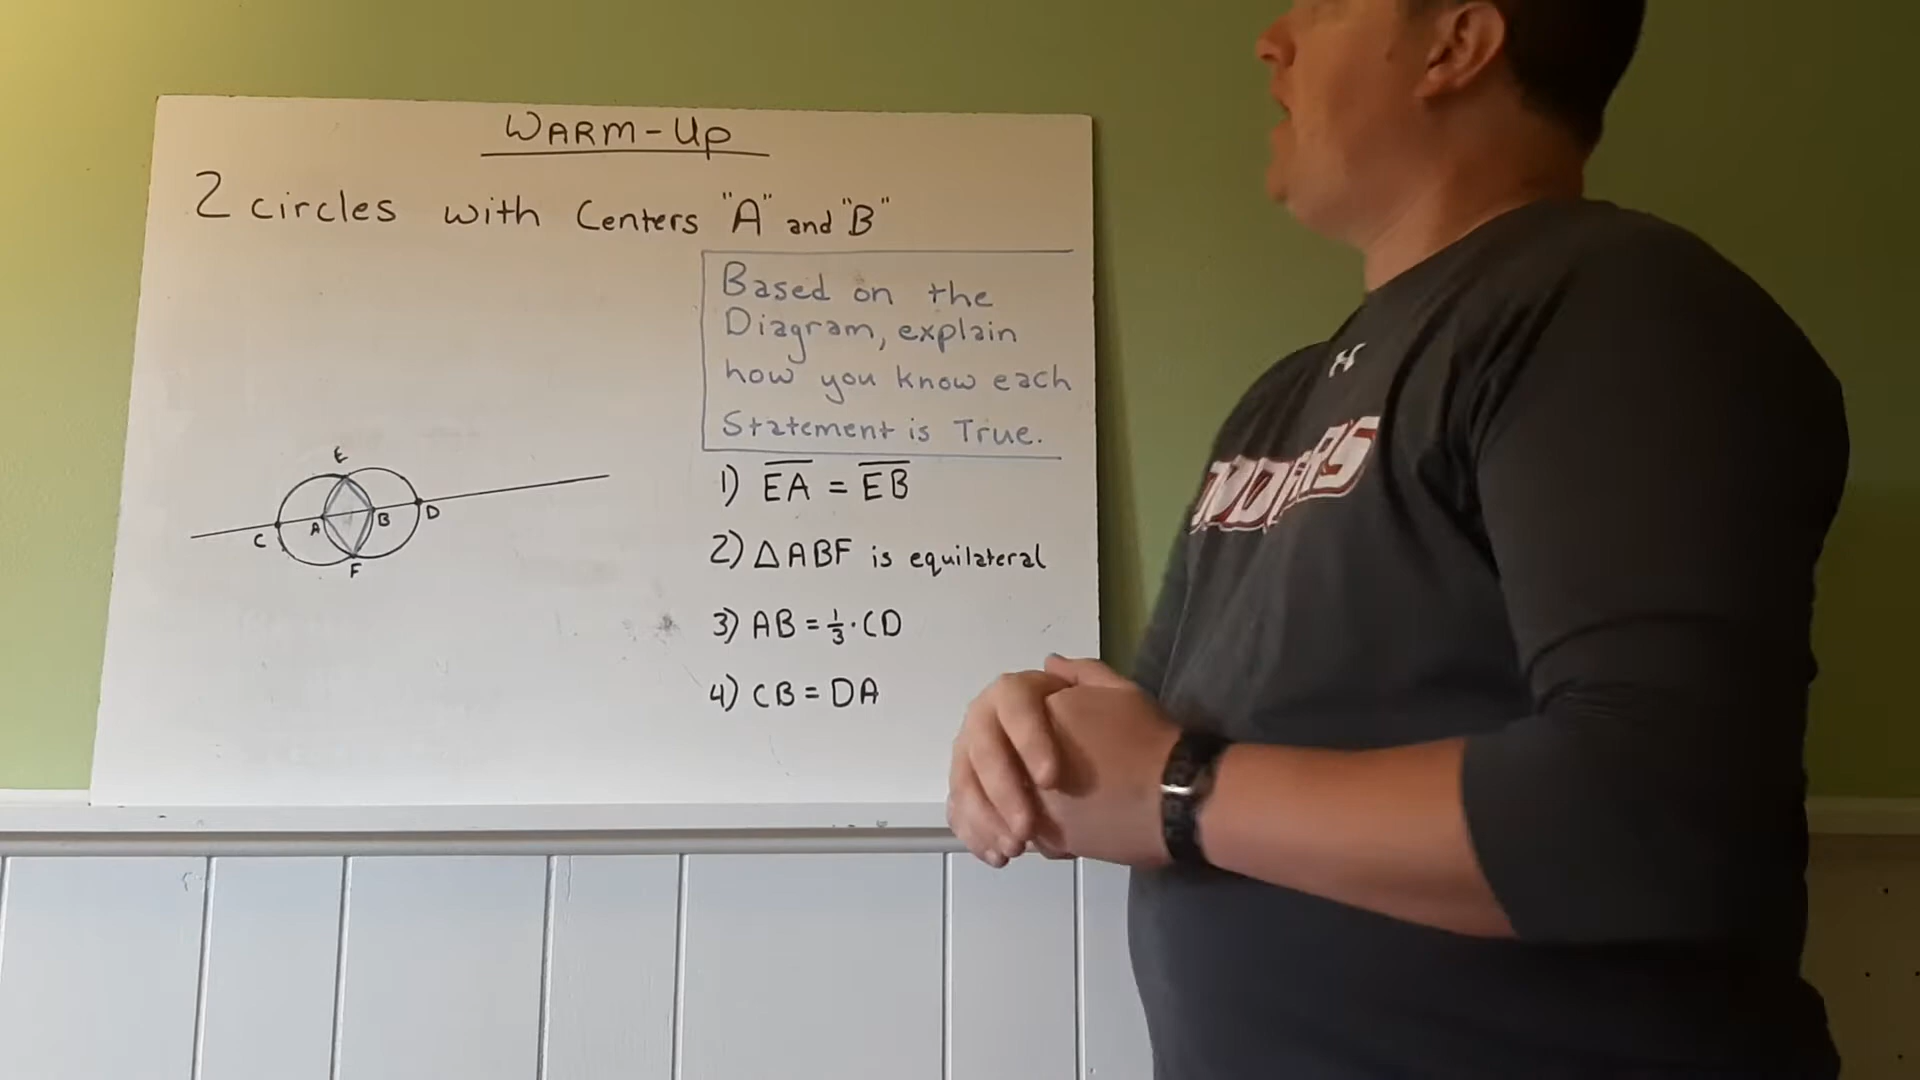 WARM-UP
2 circles with Centers "A" and "B"
Based on the
Diagram, explain
how you know each
Statement is True.
1) EA = EB
2) △ABF is equilateral
3) AB = 1/3 · CD
4) CB = DA
E
A
B
D
C
F